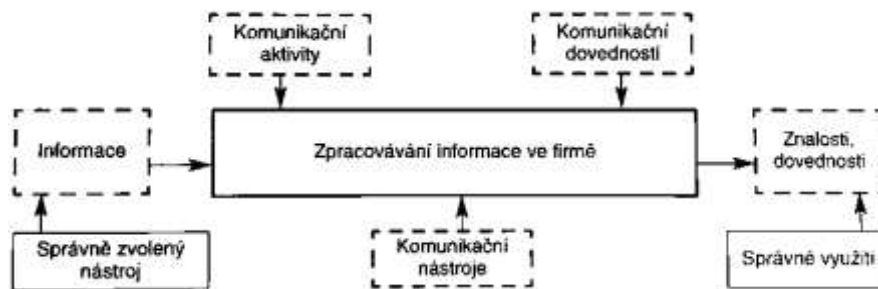 Komunikační
aktivity
Komunikační
dovednosti
Informace
Zpracovávání informace ve firmě
Znalosti,
dovednosti
Správně zvolený
nástroj
Komunikační
nástroje
Správné využití